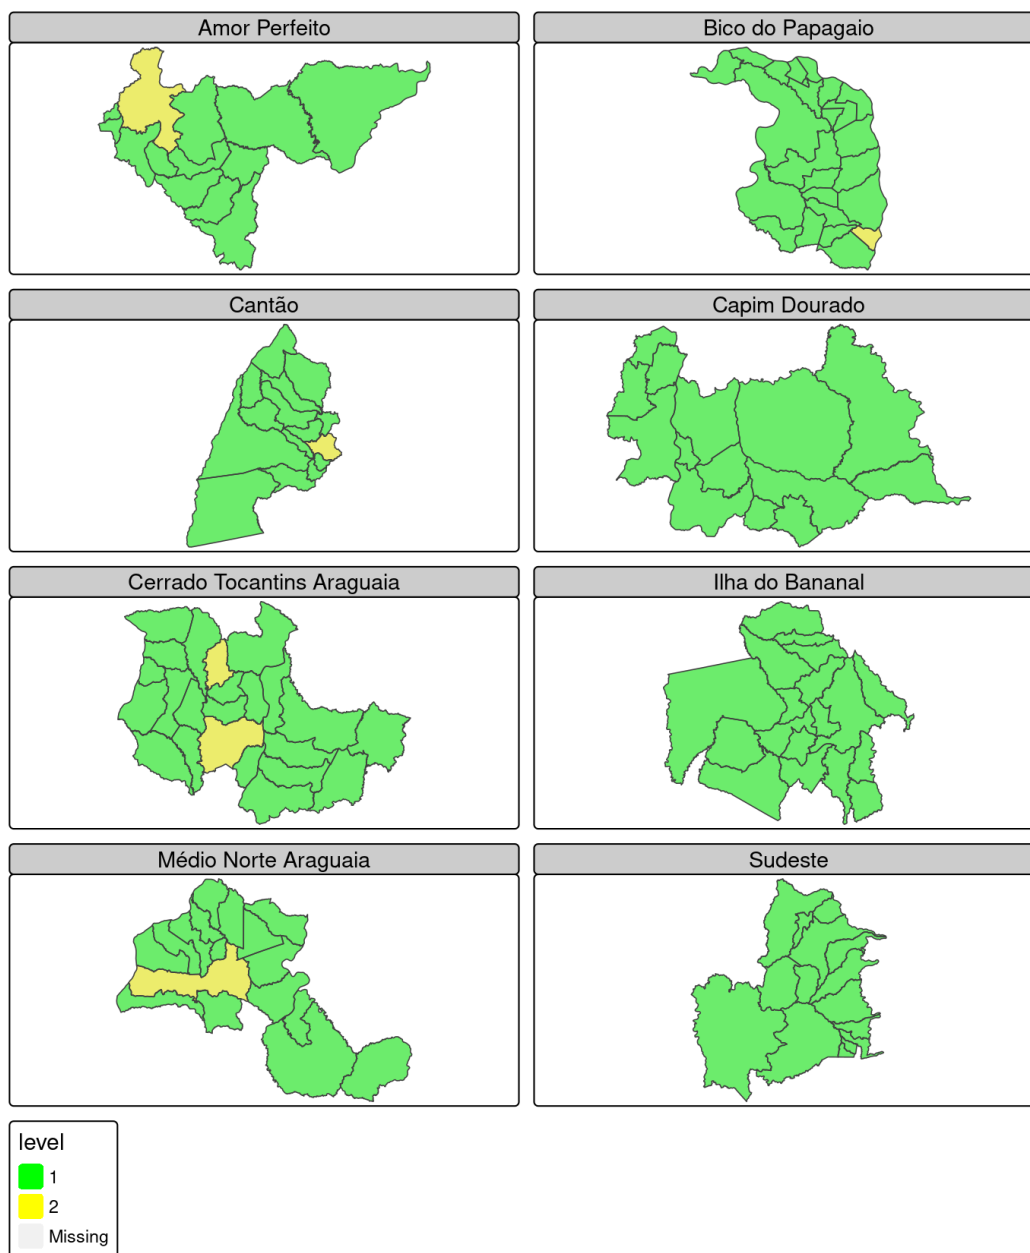 Amor Perfeito
Bico do Papagaio
Cantão
Capim Dourado
Cerrado Tocantins Araguaia
Ilha do Bananal
Médio Norte Araguaia
Sudeste
level
1
2
Missing